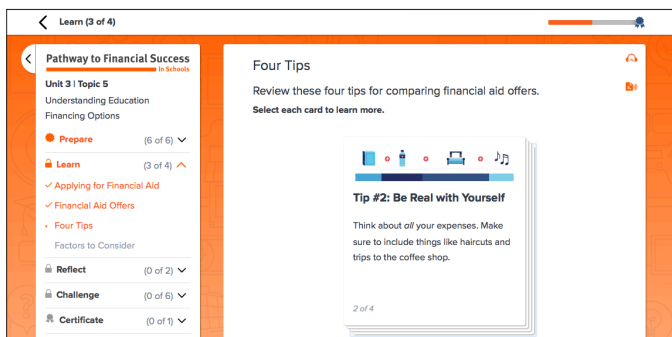 Learn (3 of 4)
Pathway to Financial Success
In Schools
Unit 3 | Topic 5
Understanding Education
Financing Options
Prepare (6 of 6)
Learn (3 of 4)
Applying for Financial Aid
Financial Aid Offers
Four Tips
Factors to Consider
Reflect (0 of 2)
Challenge (0 of 6)
Certificate (0 of 1)
Four Tips
Review these four tips for comparing financial aid offers.
Select each card to learn more.
Tip #2: Be Real with Yourself
Think about all your expenses. Make
sure to include things like haircuts and
trips to the coffee shop.
2 of 4